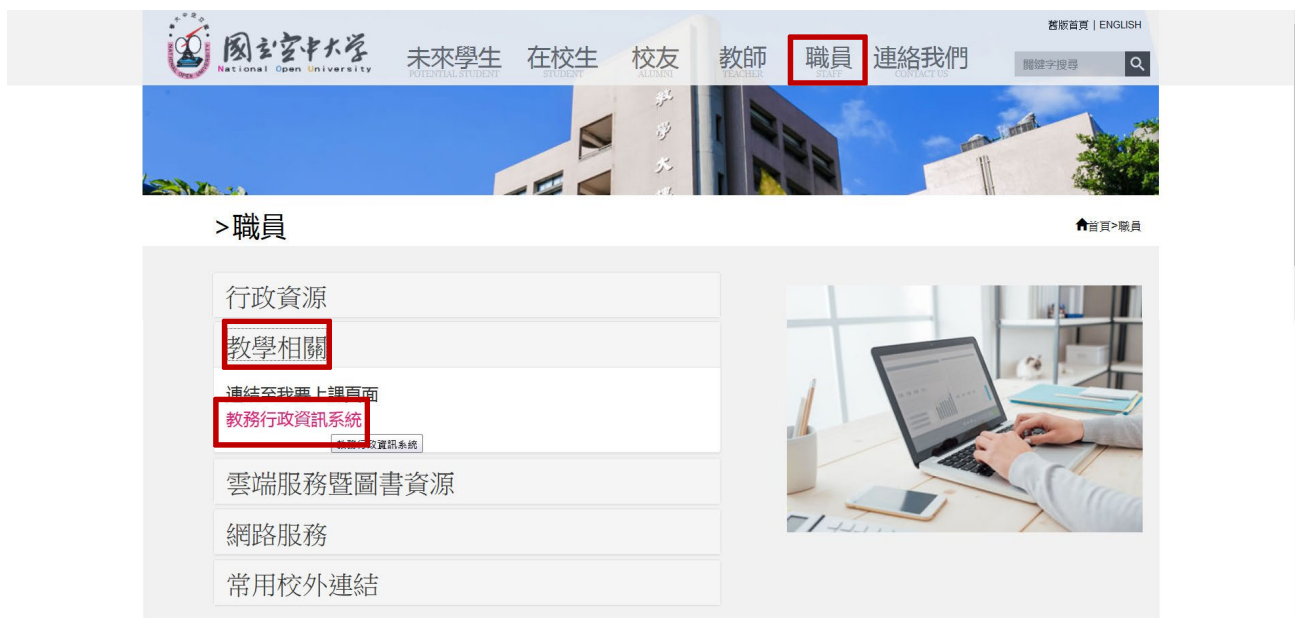 舊版首頁 | ENGLISH
國立空中大學
National Open University
未來學生 在校生 校友 教師 職員 連絡我們
POTENTIAL STUDENT STUDENT ALUMNI TEACHER STAFF CONTACT US
關鍵字搜尋
>職員
首頁>職員
行政資源
教學相關
連結至我要上課頁面
教務行政資訊系統
教務行政資訊系統
雲端服務暨圖書資源
網路服務
常用校外連結